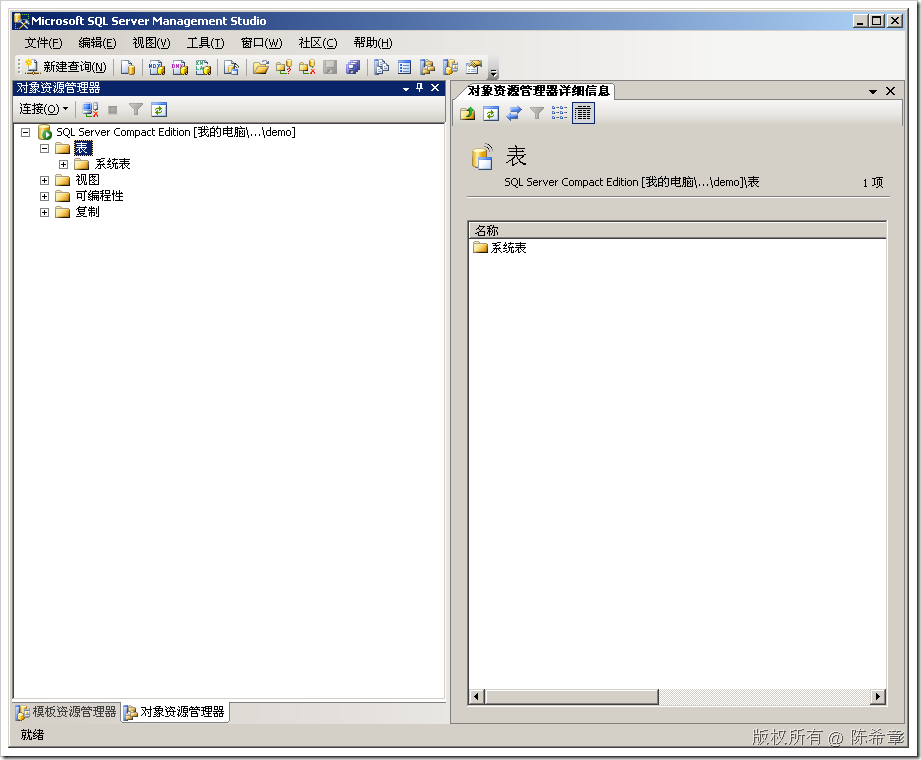 Microsoft SQL Server Management Studio
文件(F) 编辑(E) 视图(V) 工具(T) 窗口(W) 社区(C) 帮助(H)
新建查询(N)
对象资源管理器
连接(O)
SQL Server Compact Edition [我的电脑\...\demo]
表
系统表
视图
可编程性
复制
模板资源管理器 对象资源管理器
对象资源管理器详细信息
表
SQL Server Compact Edition [我的电脑\...\demo]\表 1 项
名称
系统表
就绪
版权所有 @ 陈希章